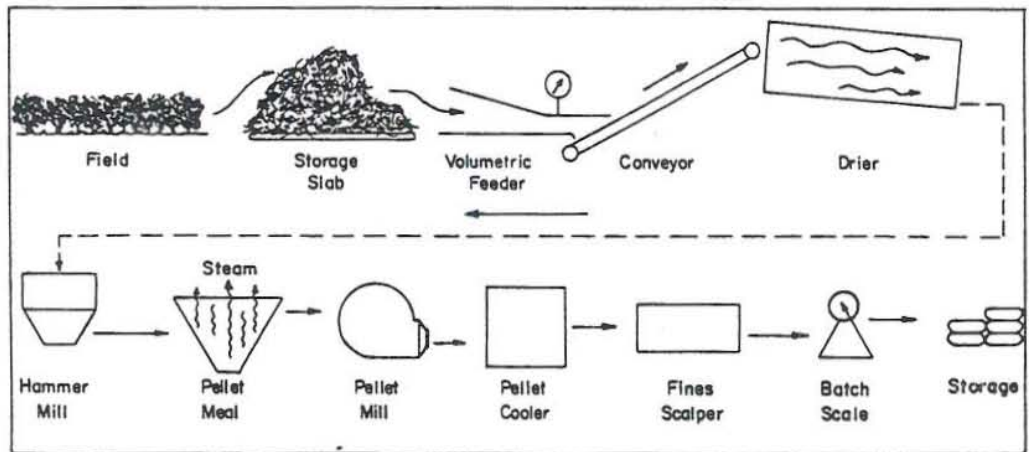 Field
Storage
Slab
Volumetric
Feeder
Conveyor
Drier
Steam
Hammer
Mill
Pellet
Meal
Pellet
Mill
Pellet
Cooler
Fines
Scalper
Batch
Scale
Storage